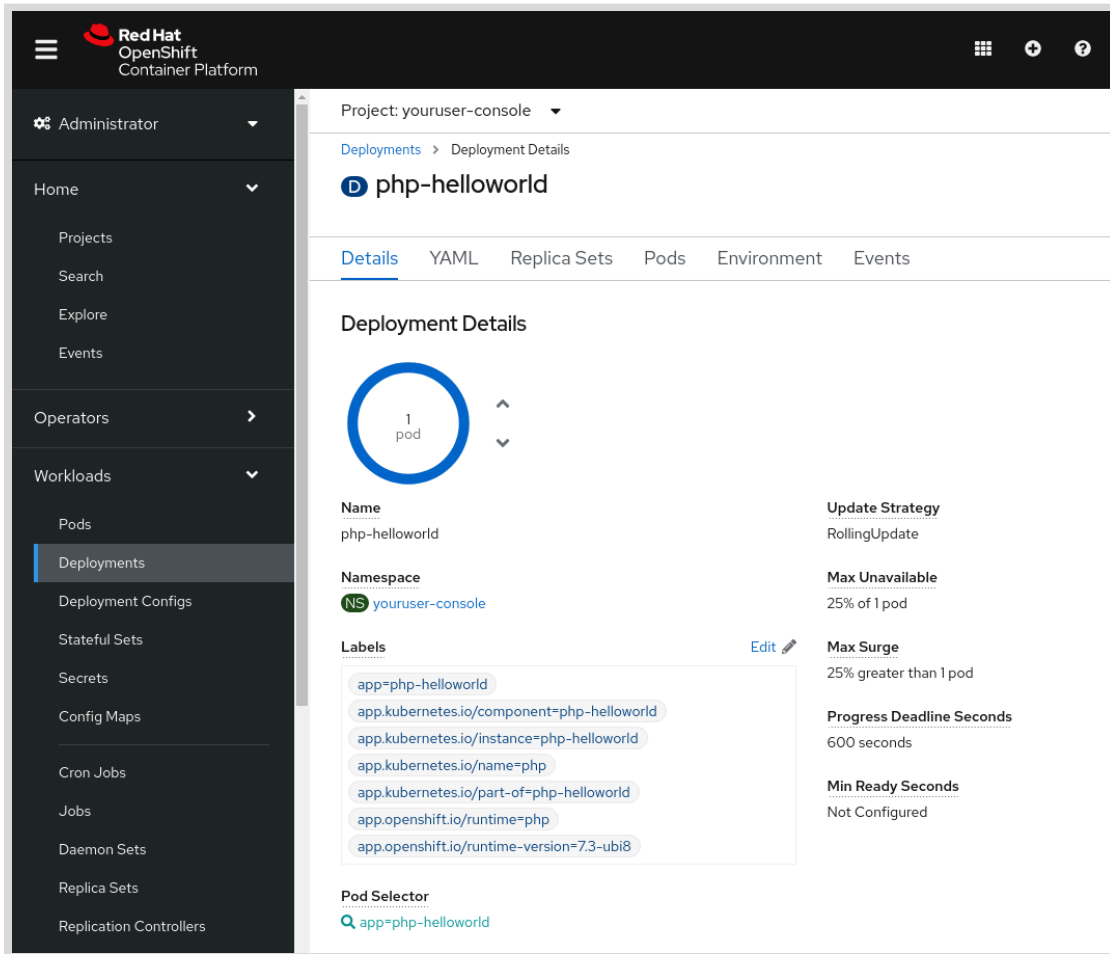 Red Hat
OpenShift
Container Platform
Administrator
Home
Projects
Search
Explore
Events
Operators
Workloads
Pods
Deployments
Deployment Configs
Stateful Sets
Secrets
Config Maps
Cron Jobs
Jobs
Daemon Sets
Replica Sets
Replication Controllers
Project: youruser-console
Deployments > Deployment Details
D php-helloworld
Details YAML Replica Sets Pods Environment Events
Deployment Details
1
pod
Name
php-helloworld
Namespace
NS youruser-console
Labels Edit
app=php-helloworld
app.kubernetes.io/component=php-helloworld
app.kubernetes.io/instance=php-helloworld
app.kubernetes.io/name=php
app.kubernetes.io/part-of=php-helloworld
app.openshift.io/runtime=php
app.openshift.io/runtime-version=7.3-ubi8
Pod Selector
app=php-helloworld
Update Strategy
RollingUpdate
Max Unavailable
25% of 1 pod
Max Surge
25% greater than 1 pod
Progress Deadline Seconds
600 seconds
Min Ready Seconds
Not Configured